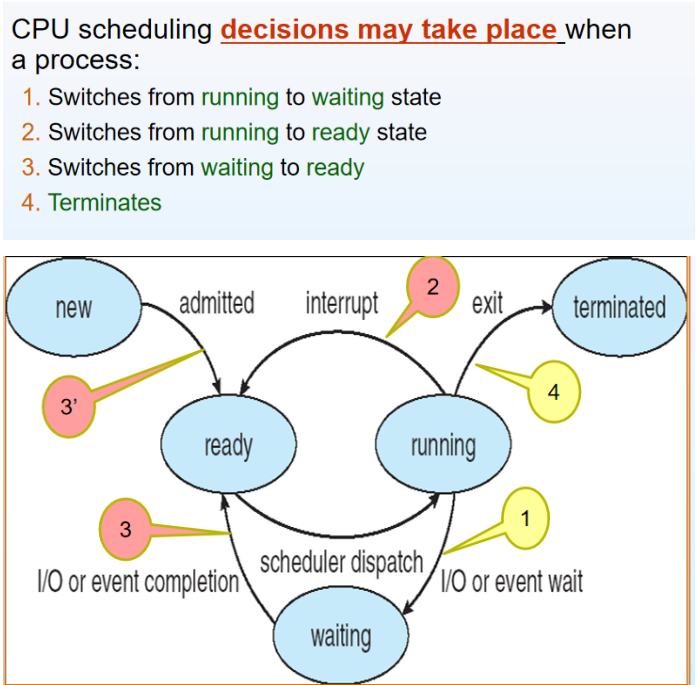 CPU scheduling decisions may take place when
a process:
1. Switches from running to waiting state
2. Switches from running to ready state
3. Switches from waiting to ready
4. Terminates
2
new
admitted
interrupt
exit
terminated
4
3’
ready
running
1
3
scheduler dispatch
I/O or event completion
I/O or event wait
waiting